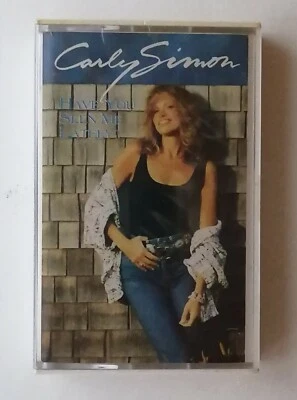 Carly Simon
HAVE YOU
SEEN ME
LATELY?